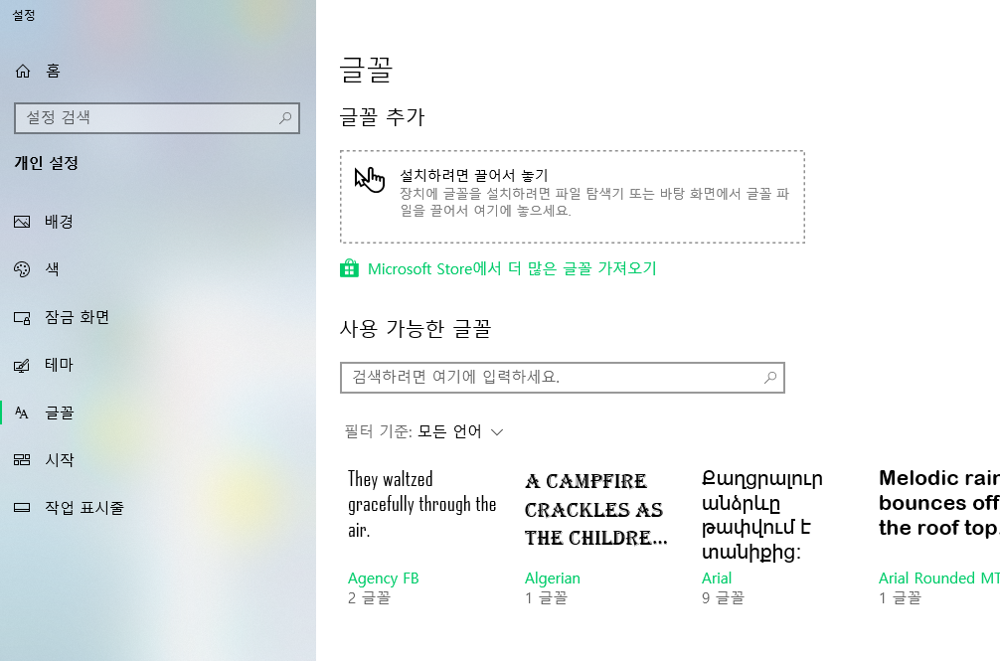 설정
홈
설정 검색
개인 설정
배경
색
잠금 화면
테마
글꼴
시작
작업 표시줄
글꼴
글꼴 추가
설치하려면 끌어서 놓기
장치에 글꼴을 설치하려면 파일 탐색기 또는 바탕 화면에서 글꼴 파
일을 끌어서 여기에 놓으세요.
Microsoft Store에서 더 많은 글꼴 가져오기
사용 가능한 글꼴
검색하려면 여기에 입력하세요.
필터 기준: 모든 언어
They waltzed
gracefully through the
air.
Agency FB
2 글꼴
A CAMPFIRE
CRACKLES AS
THE CHILDRE...
Algerian
1 글꼴
Քաղցրալուր
անձրևը
թափվում է
տանիքից:
Arial
9 글꼴
Melodic rain
bounces off
the roof top.
Arial Rounded MT
1 글꼴